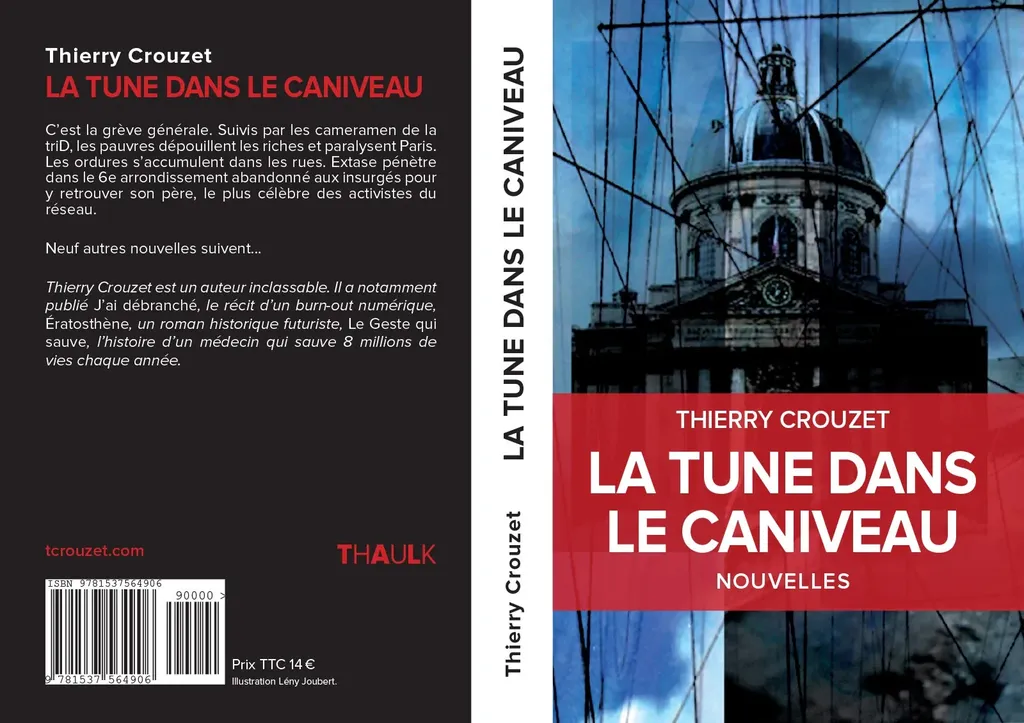 Thierry Crouzet
LA TUNE DANS LE CANIVEAU
C'est la grève générale. Suivis par les cameramen de la
triD, les pauvres dépouillent les riches et paralysent Paris.
Les ordures s'accumulent dans les rues. Extase pénètre
dans le 6e arrondissement abandonné aux insurgés pour
y retrouver son père, le plus célèbre des activistes du
réseau.
Neuf autres nouvelles suivent...
Thierry Crouzet est un auteur inclassable. Il a notamment
publié J'ai débranché, le récit d'un burn-out numérique,
Ératosthène, un roman historique futuriste, Le Geste qui
sauve, l'histoire d'un médecin qui sauve 8 millions de
vies chaque année.
tcrouzet.com
THAULK
ISBN 9781537564906
90000 >
9 781537 564906
Prix TTC 14 €
Illustration Lény Joubert.
Thierry Crouzet
LA TUNE DANS LE CANIVEAU
THIERRY CROUZET
LA TUNE DANS
LE CANIVEAU
NOUVELLES